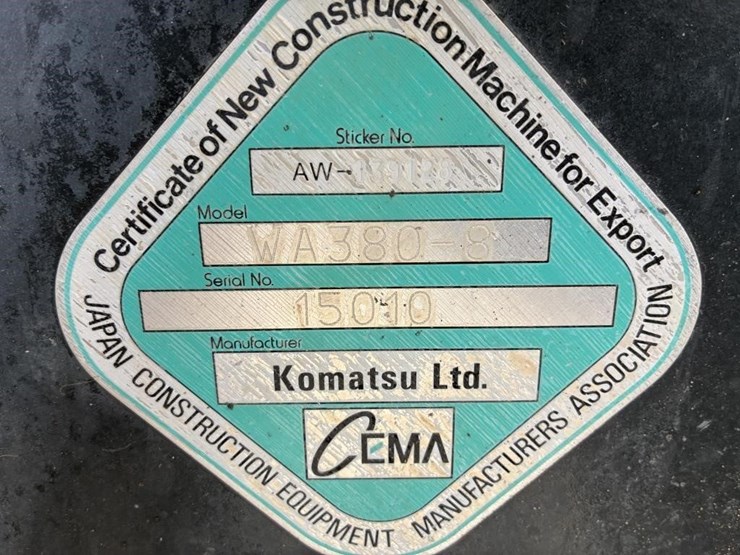 Certificate of New Construction Machine for Export
Sticker No.
AW-
Model
WA380-8
Serial No.
15010
Manufacturer
Komatsu Ltd.
CEMA
JAPAN CONSTRUCTION EQUIPMENT MANUFACTURERS ASSOCIATION